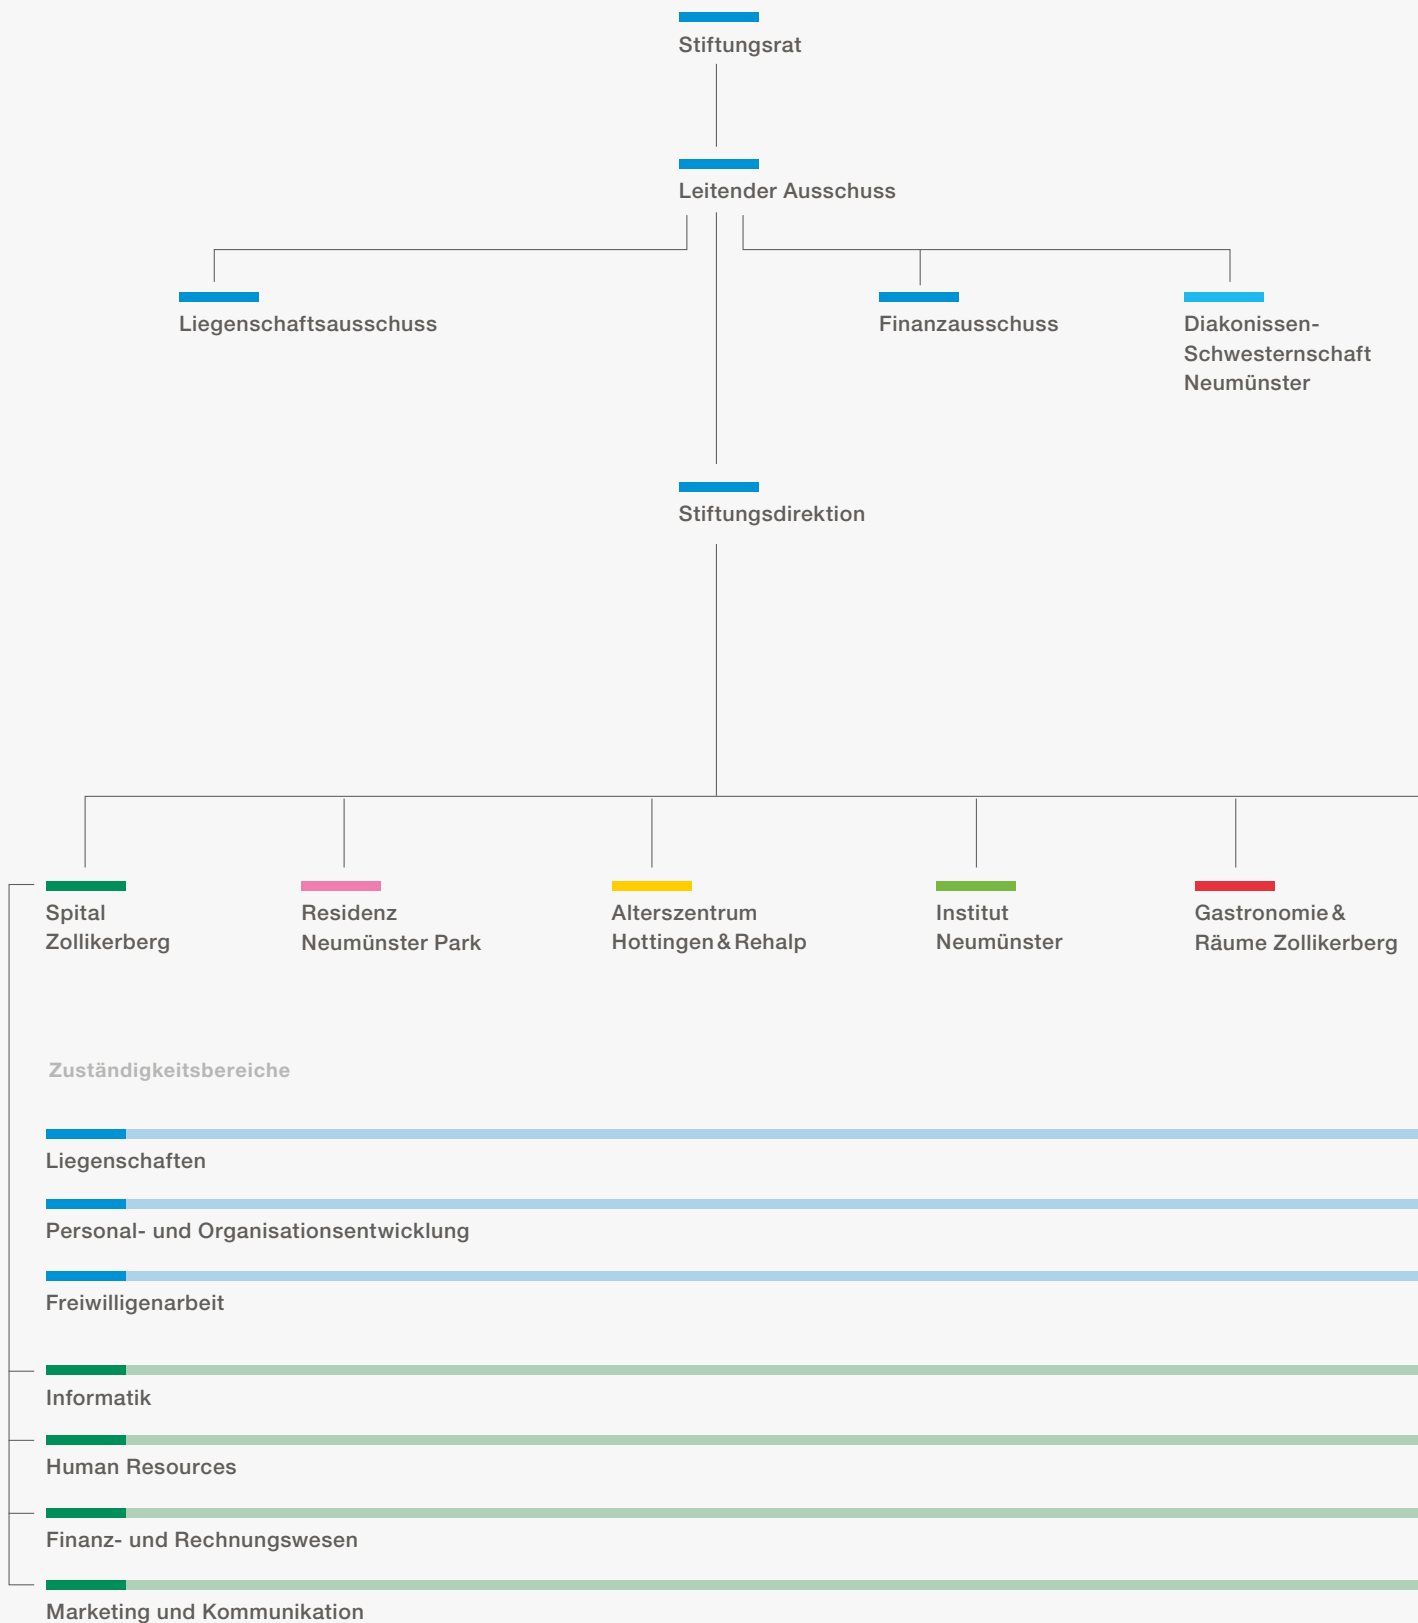 Stiftungsrat
Leitender Ausschuss
Liegenschaftsausschuss
Finanzausschuss
Diakonissen-
Schwesternschaft
Neumünster
Stiftungsdirektion
Spital
Zollikerberg
Residenz
Neumünster Park
Alterszentrum
Hottingen & Rehalp
Institut
Neumünster
Gastronomie &
Räume Zollikerberg
Zuständigkeitsbereiche
Liegenschaften
Personal- und Organisationsentwicklung
Freiwilligenarbeit
Informatik
Human Resources
Finanz- und Rechnungswesen
Marketing und Kommunikation